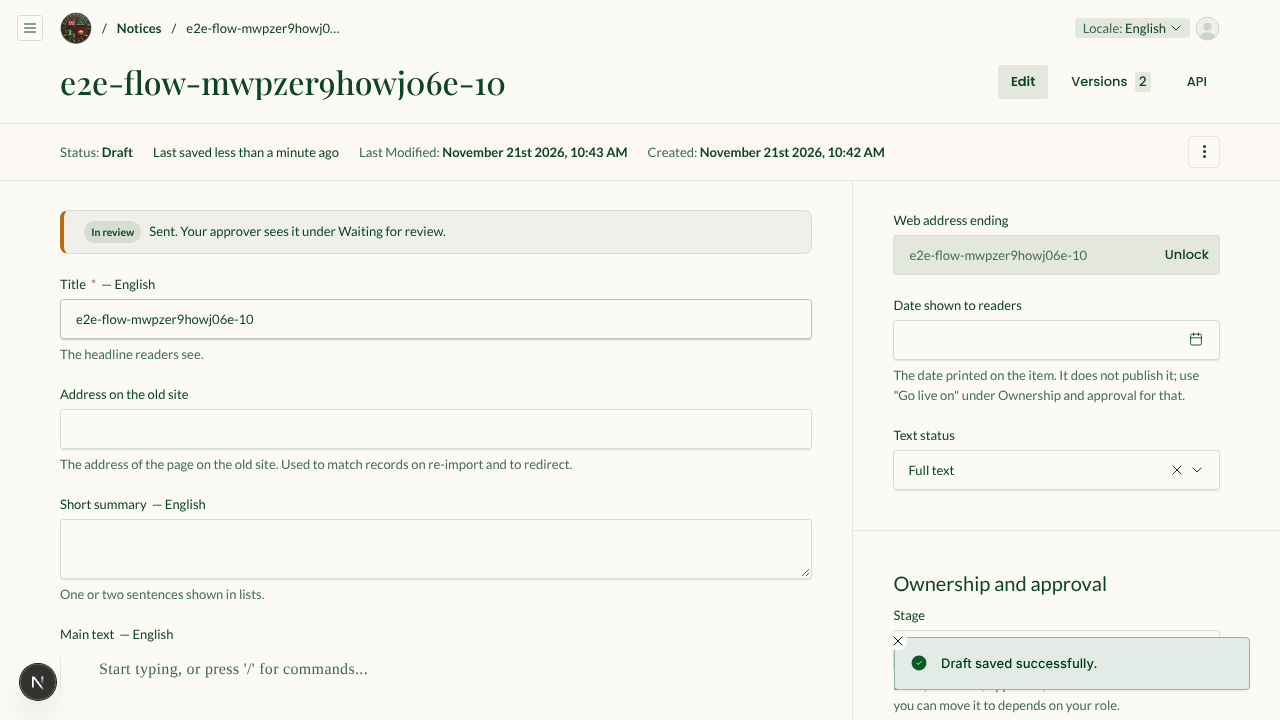 / Notices / e2e-flow-mwpzer9howj0...
Locale: English
e2e-flow-mwpzer9howj06e-10
Edit
Versions 2
API
Status: Draft
Last saved less than a minute ago
Last Modified: November 21st 2026, 10:43 AM
Created: November 21st 2026, 10:42 AM
In review Sent. Your approver sees it under Waiting for review.
Title * — English
e2e-flow-mwpzer9howj06e-10
The headline readers see.
Address on the old site
The address of the page on the old site. Used to match records on re-import and to redirect.
Short summary — English
One or two sentences shown in lists.
Main text — English
Start typing, or press '/' for commands...
N
Web address ending
e2e-flow-mwpzer9howj06e-10
Unlock
Date shown to readers
The date printed on the item. It does not publish it; use
"Go live on" under Ownership and approval for that.
Text status
Full text
Ownership and approval
Stage
Draft saved successfully.
you can move it to depends on your role.